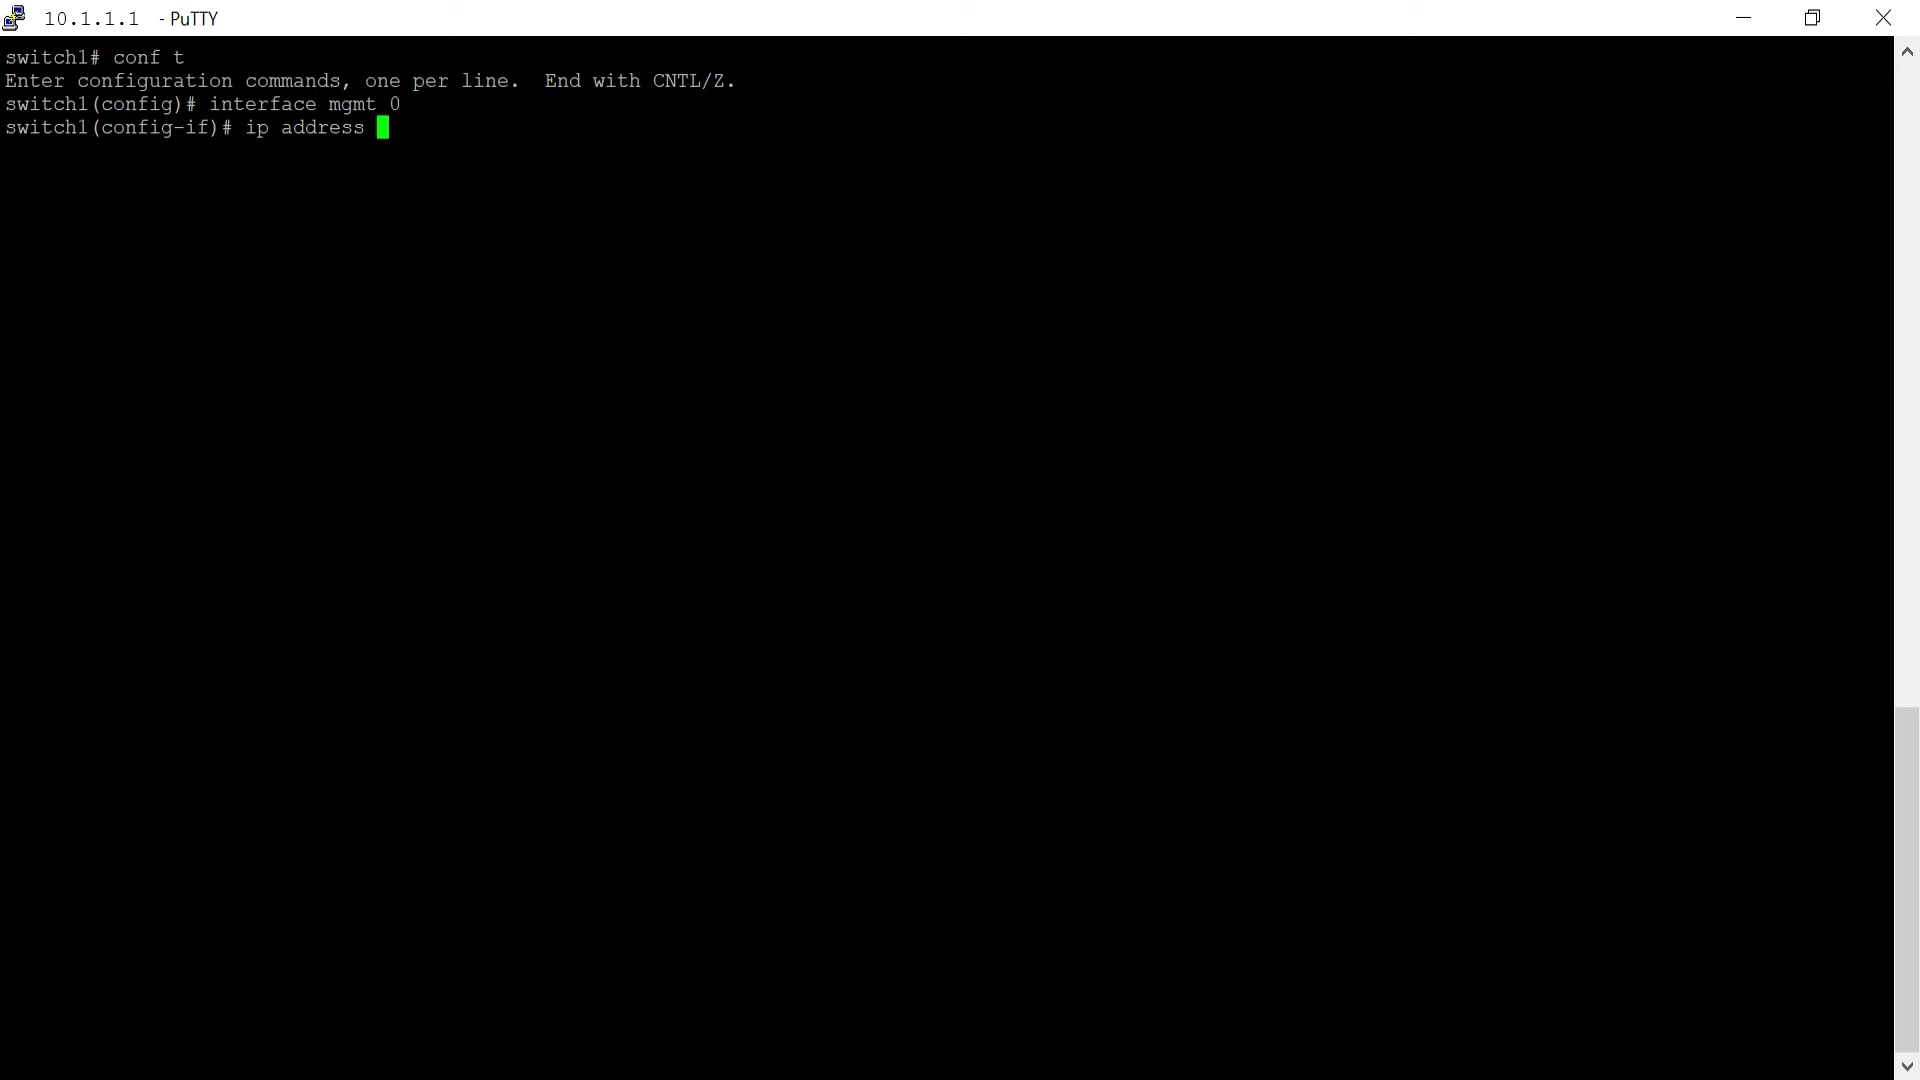 10.1.1.1 - PuTTY
switch1# conf t
Enter configuration commands, one per line.  End with CNTL/Z.
switch1(config)# interface mgmt 0
switch1(config-if)# ip address